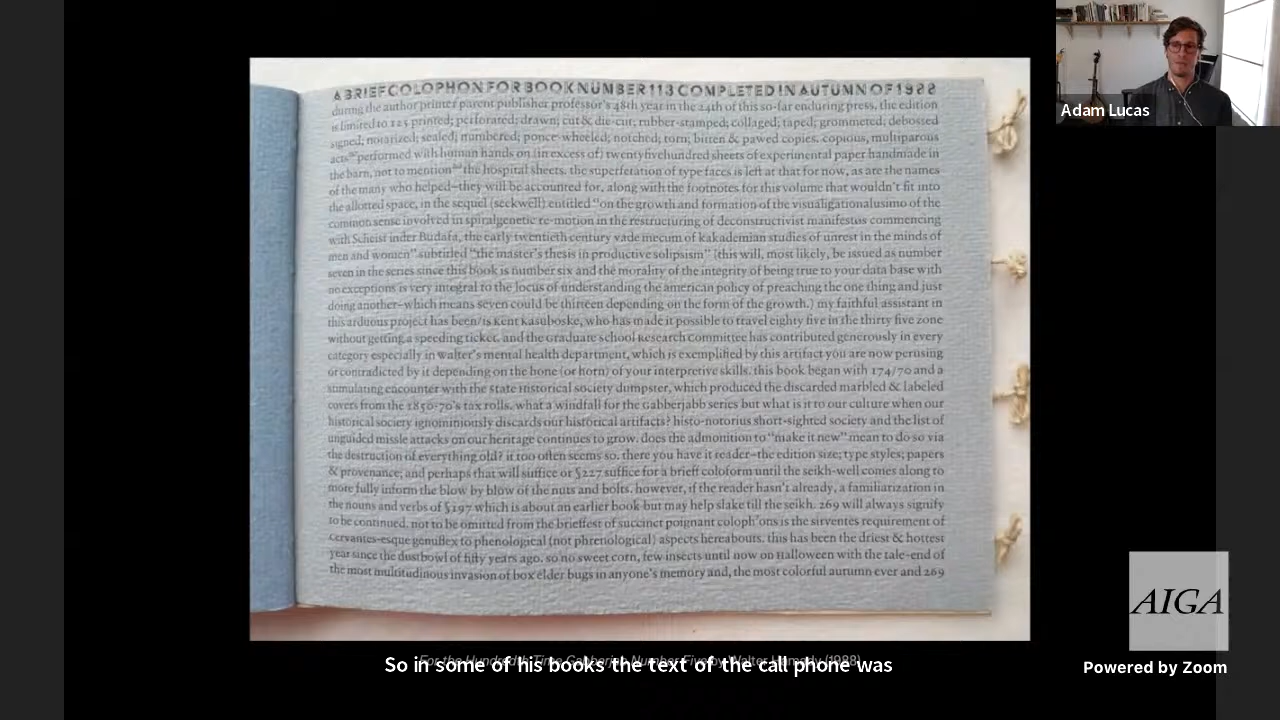 A BRIEF COLOPHON FOR BOOK NUMBER 113 COMPLETED IN AUTUMN OF 1988
during the author printer parent publisher professor's 48th year in the 24th of this so-far enduring press. the edition
is limited to 125 printed; perforated; drawn; cut & die-cut; rubber-stamped; collaged; taped; grommeted; debossed
signed; notarized; sealed; numbered; ponce-wheeled; notched; torn; bitten & pawed copies. copious, multiparous
acts performed with human hands on (in excess of) twentyfivehundred sheets of experimental paper handmade in
the barn, not to mention the hospital sheets. the superfetation of type faces is left at that for now, as are the names
of the many who helped–they will be accounted for, along with the footnotes for this volume that wouldn't fit into
the allotted space, in the sequel (seekwell) entitled "on the growth and formation of the visualigationalusimo of the
common sense involved in spiralgenetic re-motion in the restructuring of deconstructivist manifestus commencing
with Scheist inder Budafa, the early twentieth century vade mecum of kakademian studies of unrest in the minds of
men and women" subtitled "the master's thesis in productive solipsism" (this will, most likely, be issued as number
seven in the series since this book is number six and the morality of the integrity of being true to your data base with
no exceptions is very integral to the locus of understanding the american policy of preaching the one thing and just
doing another–which means seven could be thirteen depending on the form of the growth.) my faithful assistant in
this arduous project has been/is Kent Kasuboske, who has made it possible to travel eighty five in the thirty five zone
without getting a speeding ticket. and the Graduate school Research committee has contributed generously in every
category especially in walter's mental health department, which is exemplified by this artifact you are now perusing
or contradicted by it depending on the hone (or horn) of your interpretive skills. this book began with 174/70 and a
stimulating encounter with the State Historical society dumpster, which produced the discarded marbled & labeled
covers from the 1850-70's tax rolls. what a windfall for the Gabberjabb series but what is it to our culture when our
historical society ignominiously discards our historical artifacts? histo-notorius short-sighted society and the list of
unguided missle attacks on our heritage continues to grow. does the admonition to "make it new" mean to do so via
the destruction of everything old? it too often seems so. there you have it reader–the edition size; type styles; papers
& provenance; and perhaps that will suffice or §227 suffice for a brieff coloform until the seikh-well comes along to
more fully inform the blow by blow of the nuts and bolts. however, if the reader hasn't already, a familiarization in
the nouns and verbs of §197 which is about an earlier book but may help slake till the seikh. 269 will always signify
to be continued. not to be omitted from the brieffest of succinct poignant coloph'ons is the sirventes requirement of
cervantes-esque genuflex to phenological (not phrenological) aspects hereabouts. this has been the driest & hottest
year since the dustbowl of fifty years ago. so no sweet corn, few insects until now on Halloween with the tale-end of
the most multitudinous invasion of box elder bugs in anyone's memory and, the most colorful autumn ever and 269
Adam Lucas
AIGA
Powered by Zoom
So in some of his books the text of the call phone was